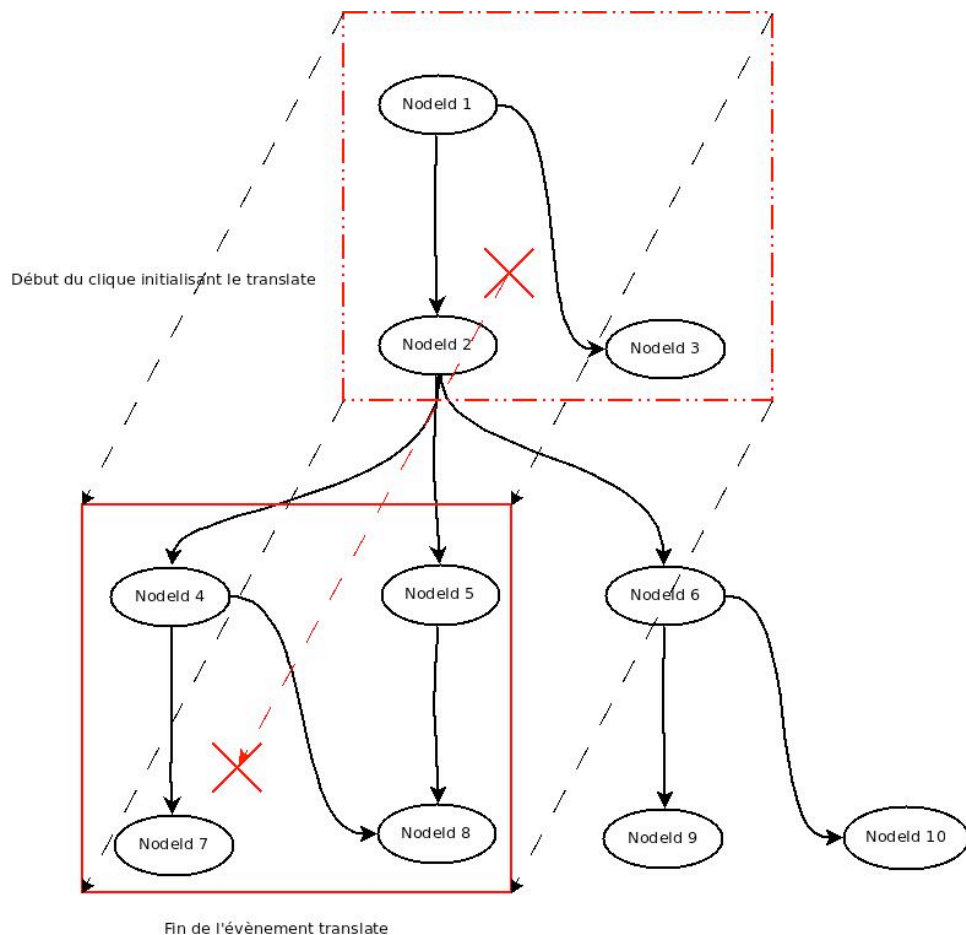 NodeId 1
Début du clique initialisant le translate
NodeId 2
NodeId 3
NodeId 4
NodeId 5
NodeId 6
NodeId 7
NodeId 8
NodeId 9
NodeId 10
Fin de l'évènement translate